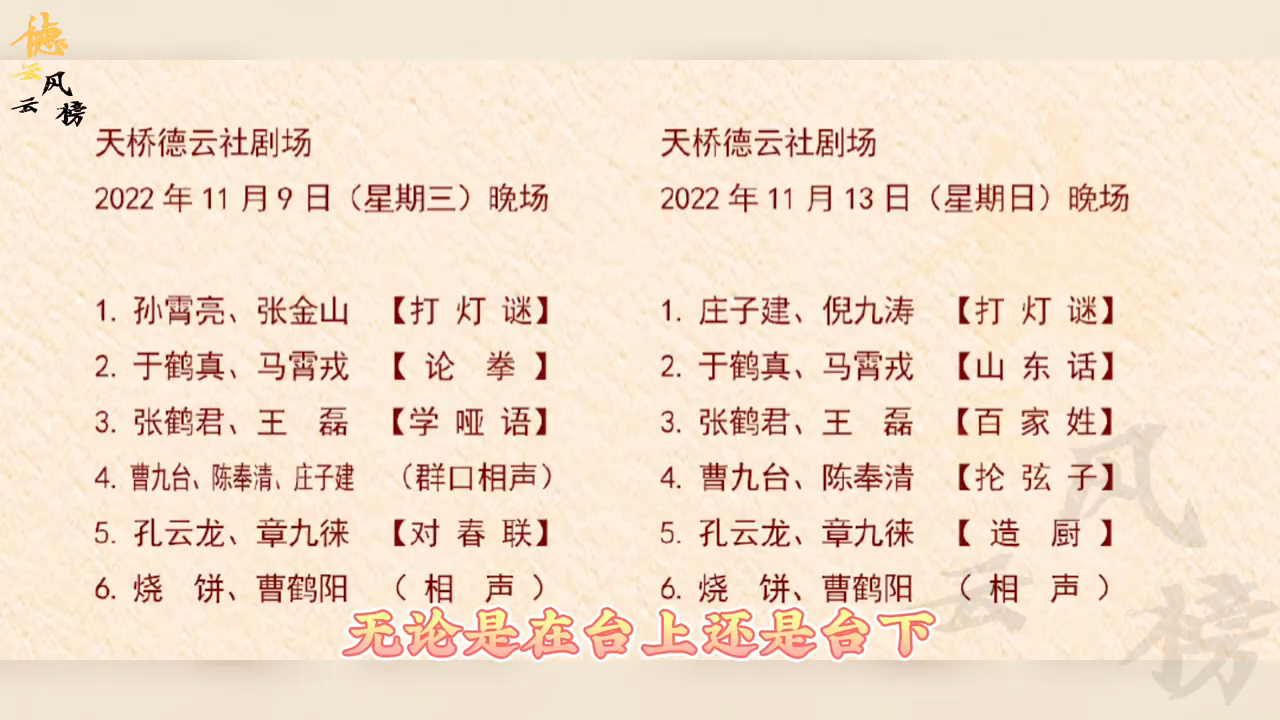 德
云风
云榜
天桥德云社剧场
2022 年 11 月 9 日（星期三）晚场
1. 孙霄亮、张金山 【打 灯 谜】
2. 于鹤真、马霄戎 【 论 拳 】
3. 张鹤君、王 磊 【学 哑 语】
4. 曹九台、陈奉清、庄子建 （群口相声）
5. 孔云龙、章九徕 【对 春 联】
6. 烧 饼、曹鹤阳 （ 相 声 ）
天桥德云社剧场
2022 年 11 月 13 日（星期日）晚场
1. 庄子建、倪九涛 【打 灯 谜】
2. 于鹤真、马霄戎 【山 东 话】
3. 张鹤君、王 磊 【百 家 姓】
4. 曹九台、陈奉清 【抡 弦 子】
5. 孔云龙、章九徕 【 造 厨 】
6. 烧 饼、曹鹤阳 （ 相 声 ）
无论是在台上还是台下
风
云
榜